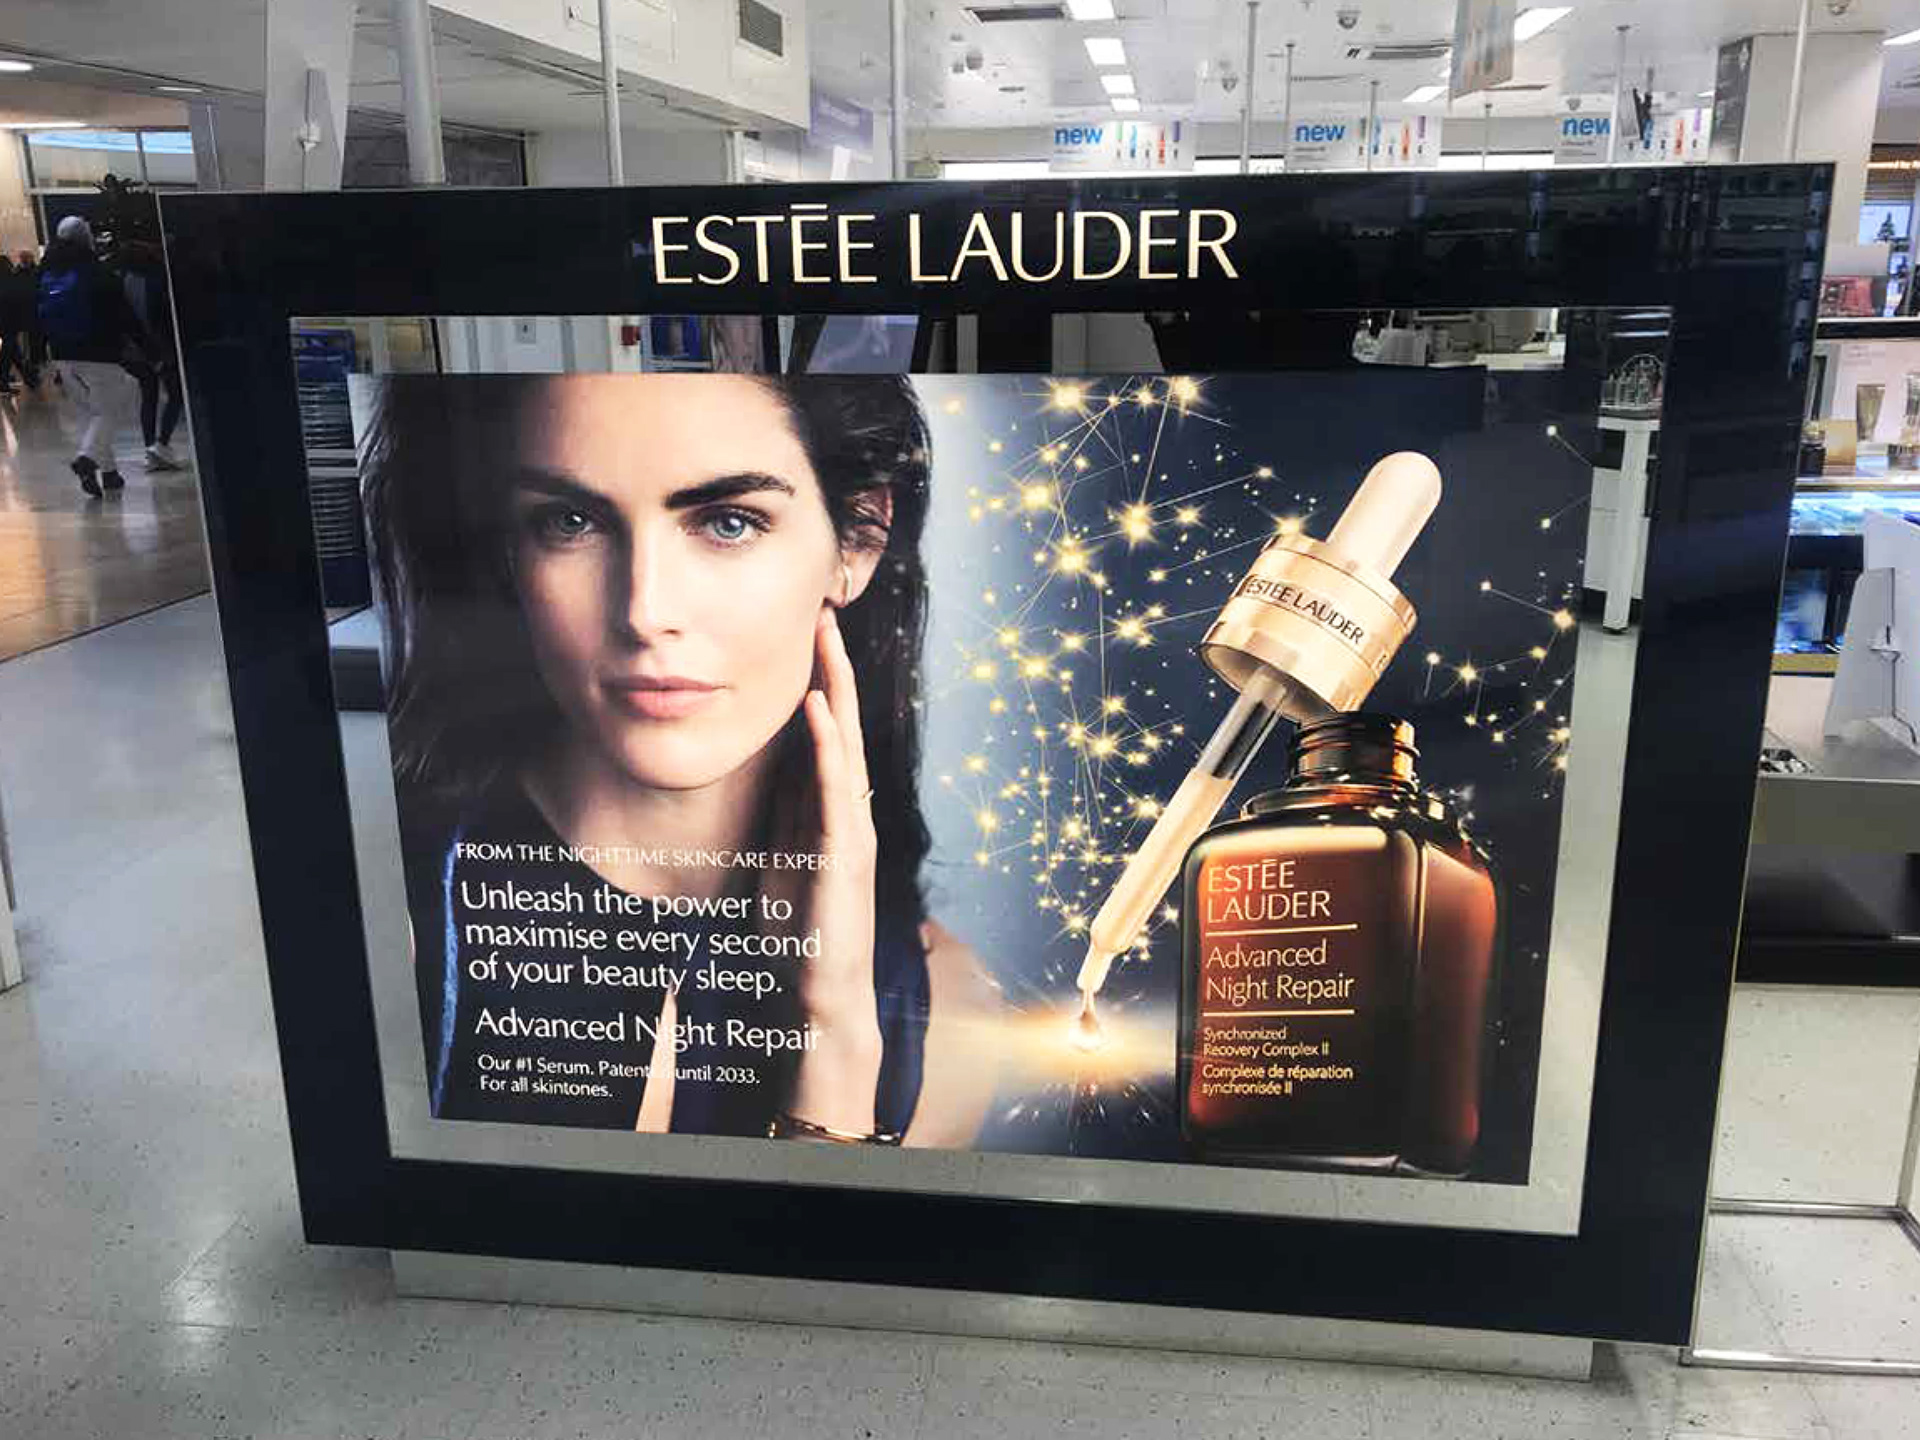 new
new
new
ESTĒE LAUDER
ESTĒE LAUDER
FROM THE NIGHTTIME SKINCARE EXPERT
Unleash the power to
maximise every second
of your beauty sleep.
Advanced Night Repair
Our #1 Serum. Patented until 2033.
For all skintones.
ESTĒE
LAUDER
Advanced
Night Repair
Synchronized
Recovery Complex II
Complexe de réparation
synchronisée II